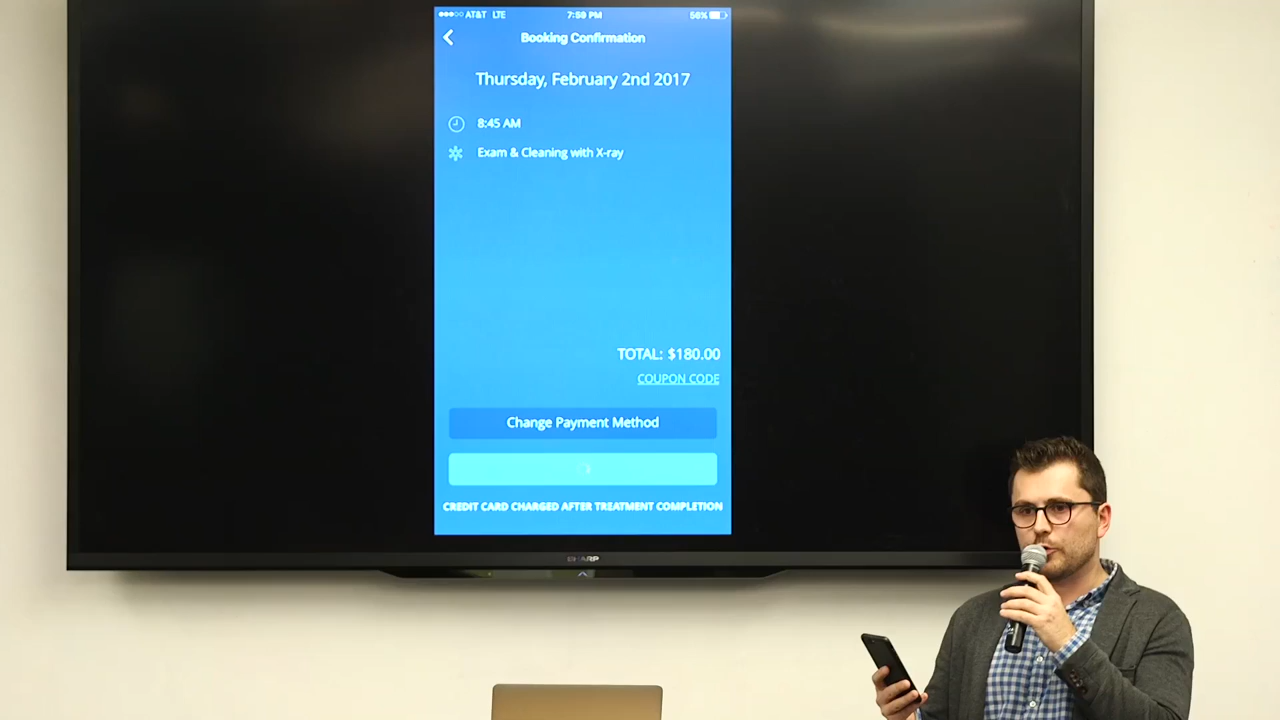 AT&T LTE 7:59 PM 56%
Booking Confirmation
Thursday, February 2nd 2017
8:45 AM
Exam & Cleaning with X-ray
TOTAL: $180.00
COUPON CODE
Change Payment Method
CREDIT CARD CHARGED AFTER TREATMENT COMPLETION
SHARP